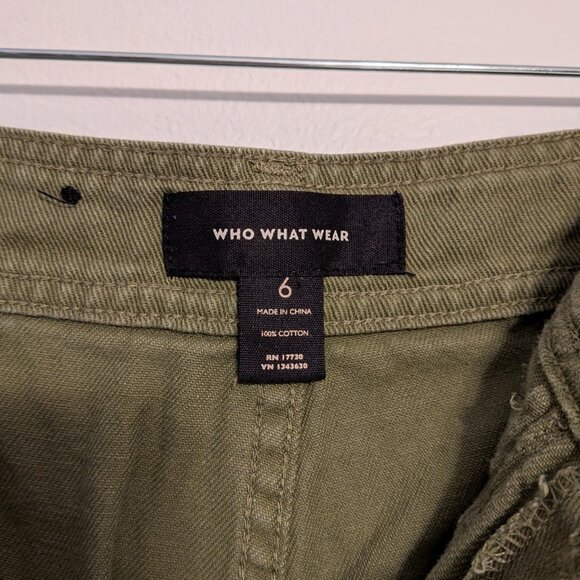 WHO WHAT WEAR
6
MADE IN CHINA
100% COTTON
RN 17730
VN 1343630